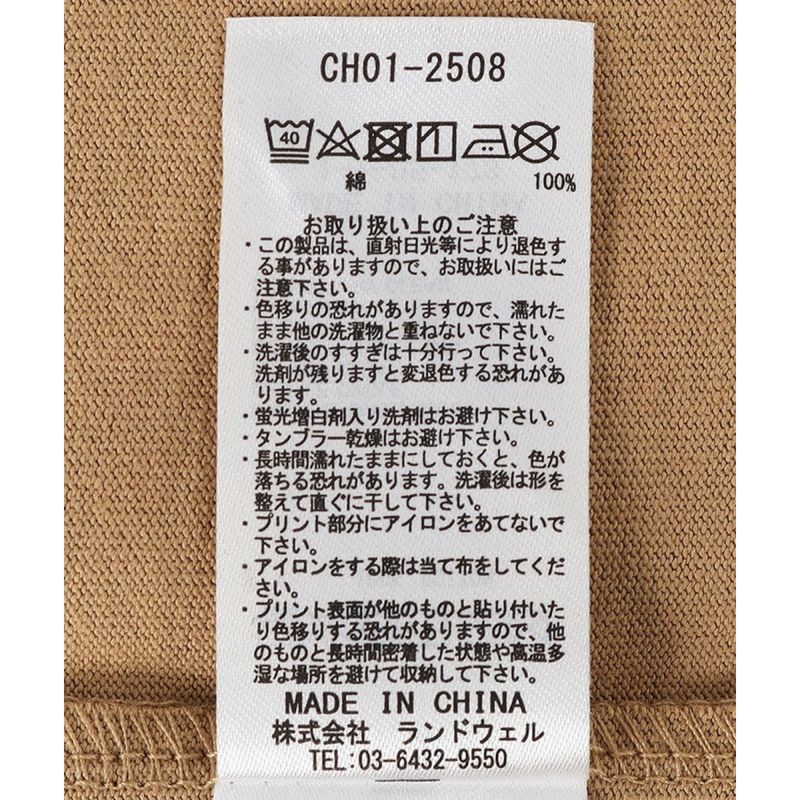 CH01-2508
40
綿 100%
お取り扱い上のご注意
・この製品は、直射日光等により退色す
る事がありますので、お取扱いにはご
注意下さい。
・色移りの恐れがありますので、濡れた
まま他の洗濯物と重ねないで下さい。
・洗濯後のすすぎは十分行って下さい。
洗剤が残りますと変退色する恐れがあ
ります。
・蛍光増白剤入り洗剤はお避け下さい。
・タンブラー乾燥はお避け下さい。
・長時間濡れたままにしておくと、色が
落ちる恐れがあります。洗濯後は形を
整えて直ぐに干して下さい。
・プリント部分にアイロンをあてないで
下さい。
・アイロンをする際は当て布をしてくだ
さい。
・プリント表面が他のものと貼り付いた
り色移りする恐れがありますので、他
のものと長時間密着した状態や高温多
湿な場所を避けて収納して下さい。
MADE IN CHINA
株式会社 ランドウェル
TEL:03-6432-9550